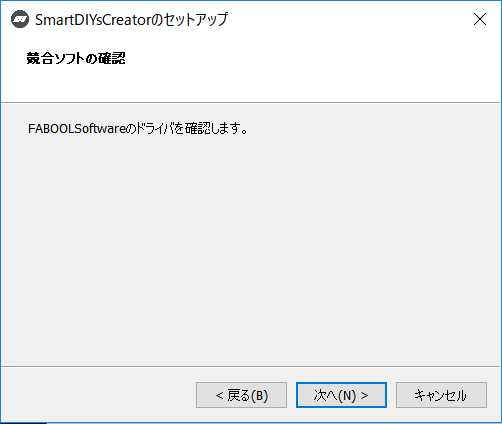 SmartDIYsCreatorのセットアップ
競合ソフトの確認
FABOOLSoftwareのドライバを確認します。
< 戻る(B)
次へ(N) >
キャンセル